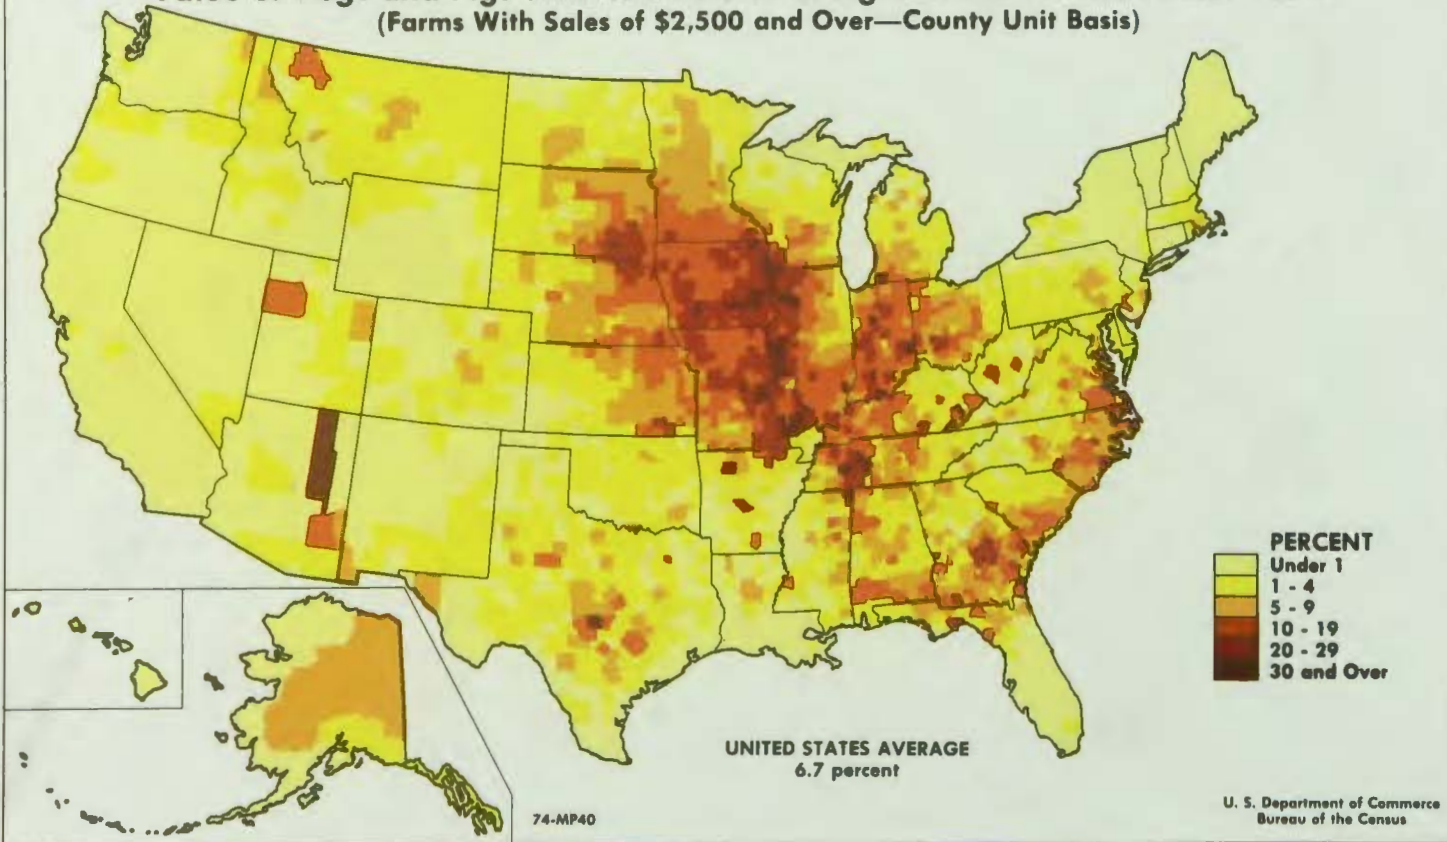 (Farms With Sales of $2,500 and Over—County Unit Basis)
PERCENT
Under 1
1 - 4
5 - 9
10 - 19
20 - 29
30 and Over
UNITED STATES AVERAGE
6.7 percent
74-MP40
U. S. Department of Commerce
Bureau of the Census